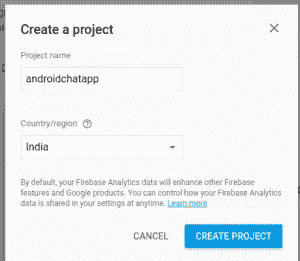 Create a project
Project name
androidchatapp
Country/region
India
By default, your Firebase Analytics data will enhance other Firebase
features and Google products. You can control how your Firebase Analytics
data is shared in your settings at anytime. Learn more
CANCEL
CREATE PROJECT